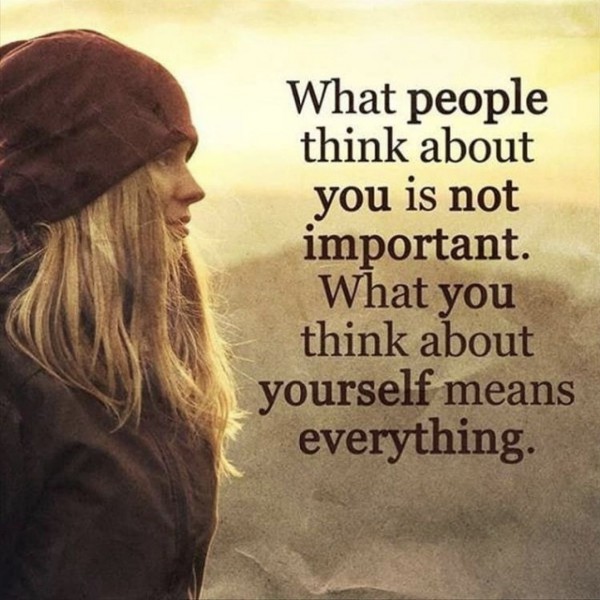 What people
think about
you is not
important.
What you
think about
yourself means
everything.